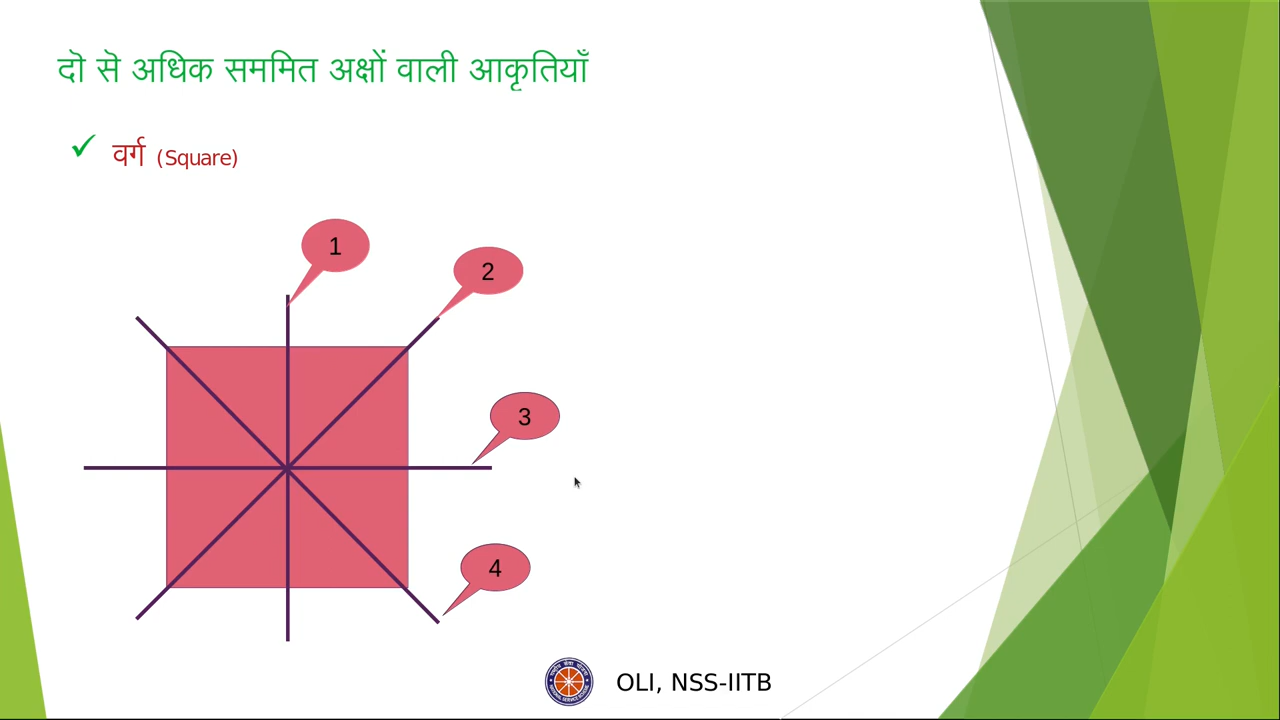 दॊ सॆ अधिक सममित अक्षों वाली आकृतियाँ
वर्ग (Square)
1
2
3
4
OLI, NSS-IITB